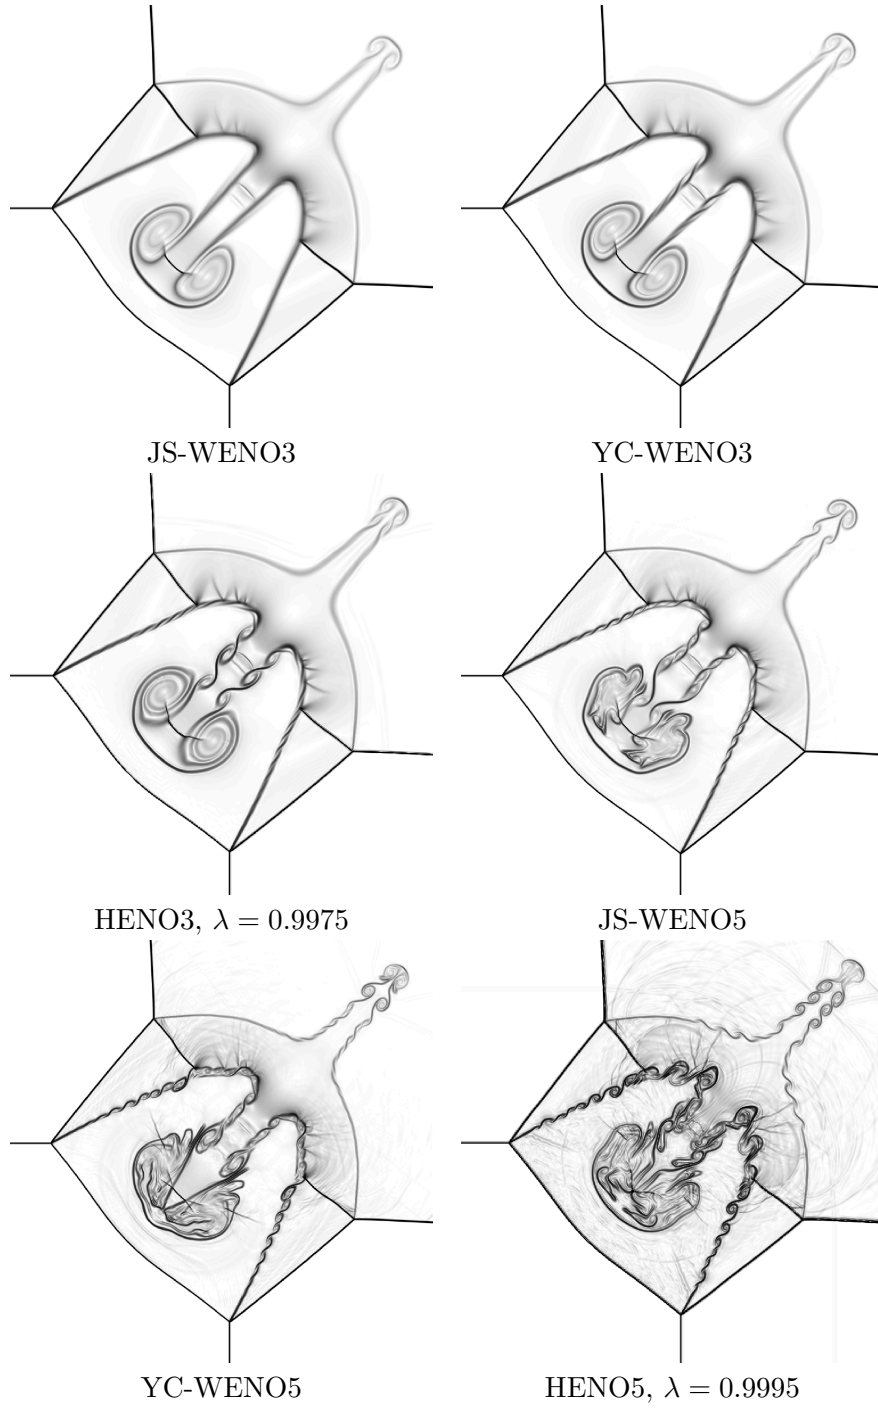 JS-WENO3
YC-WENO3
HENO3, λ = 0.9975
JS-WENO5
YC-WENO5
HENO5, λ = 0.9995